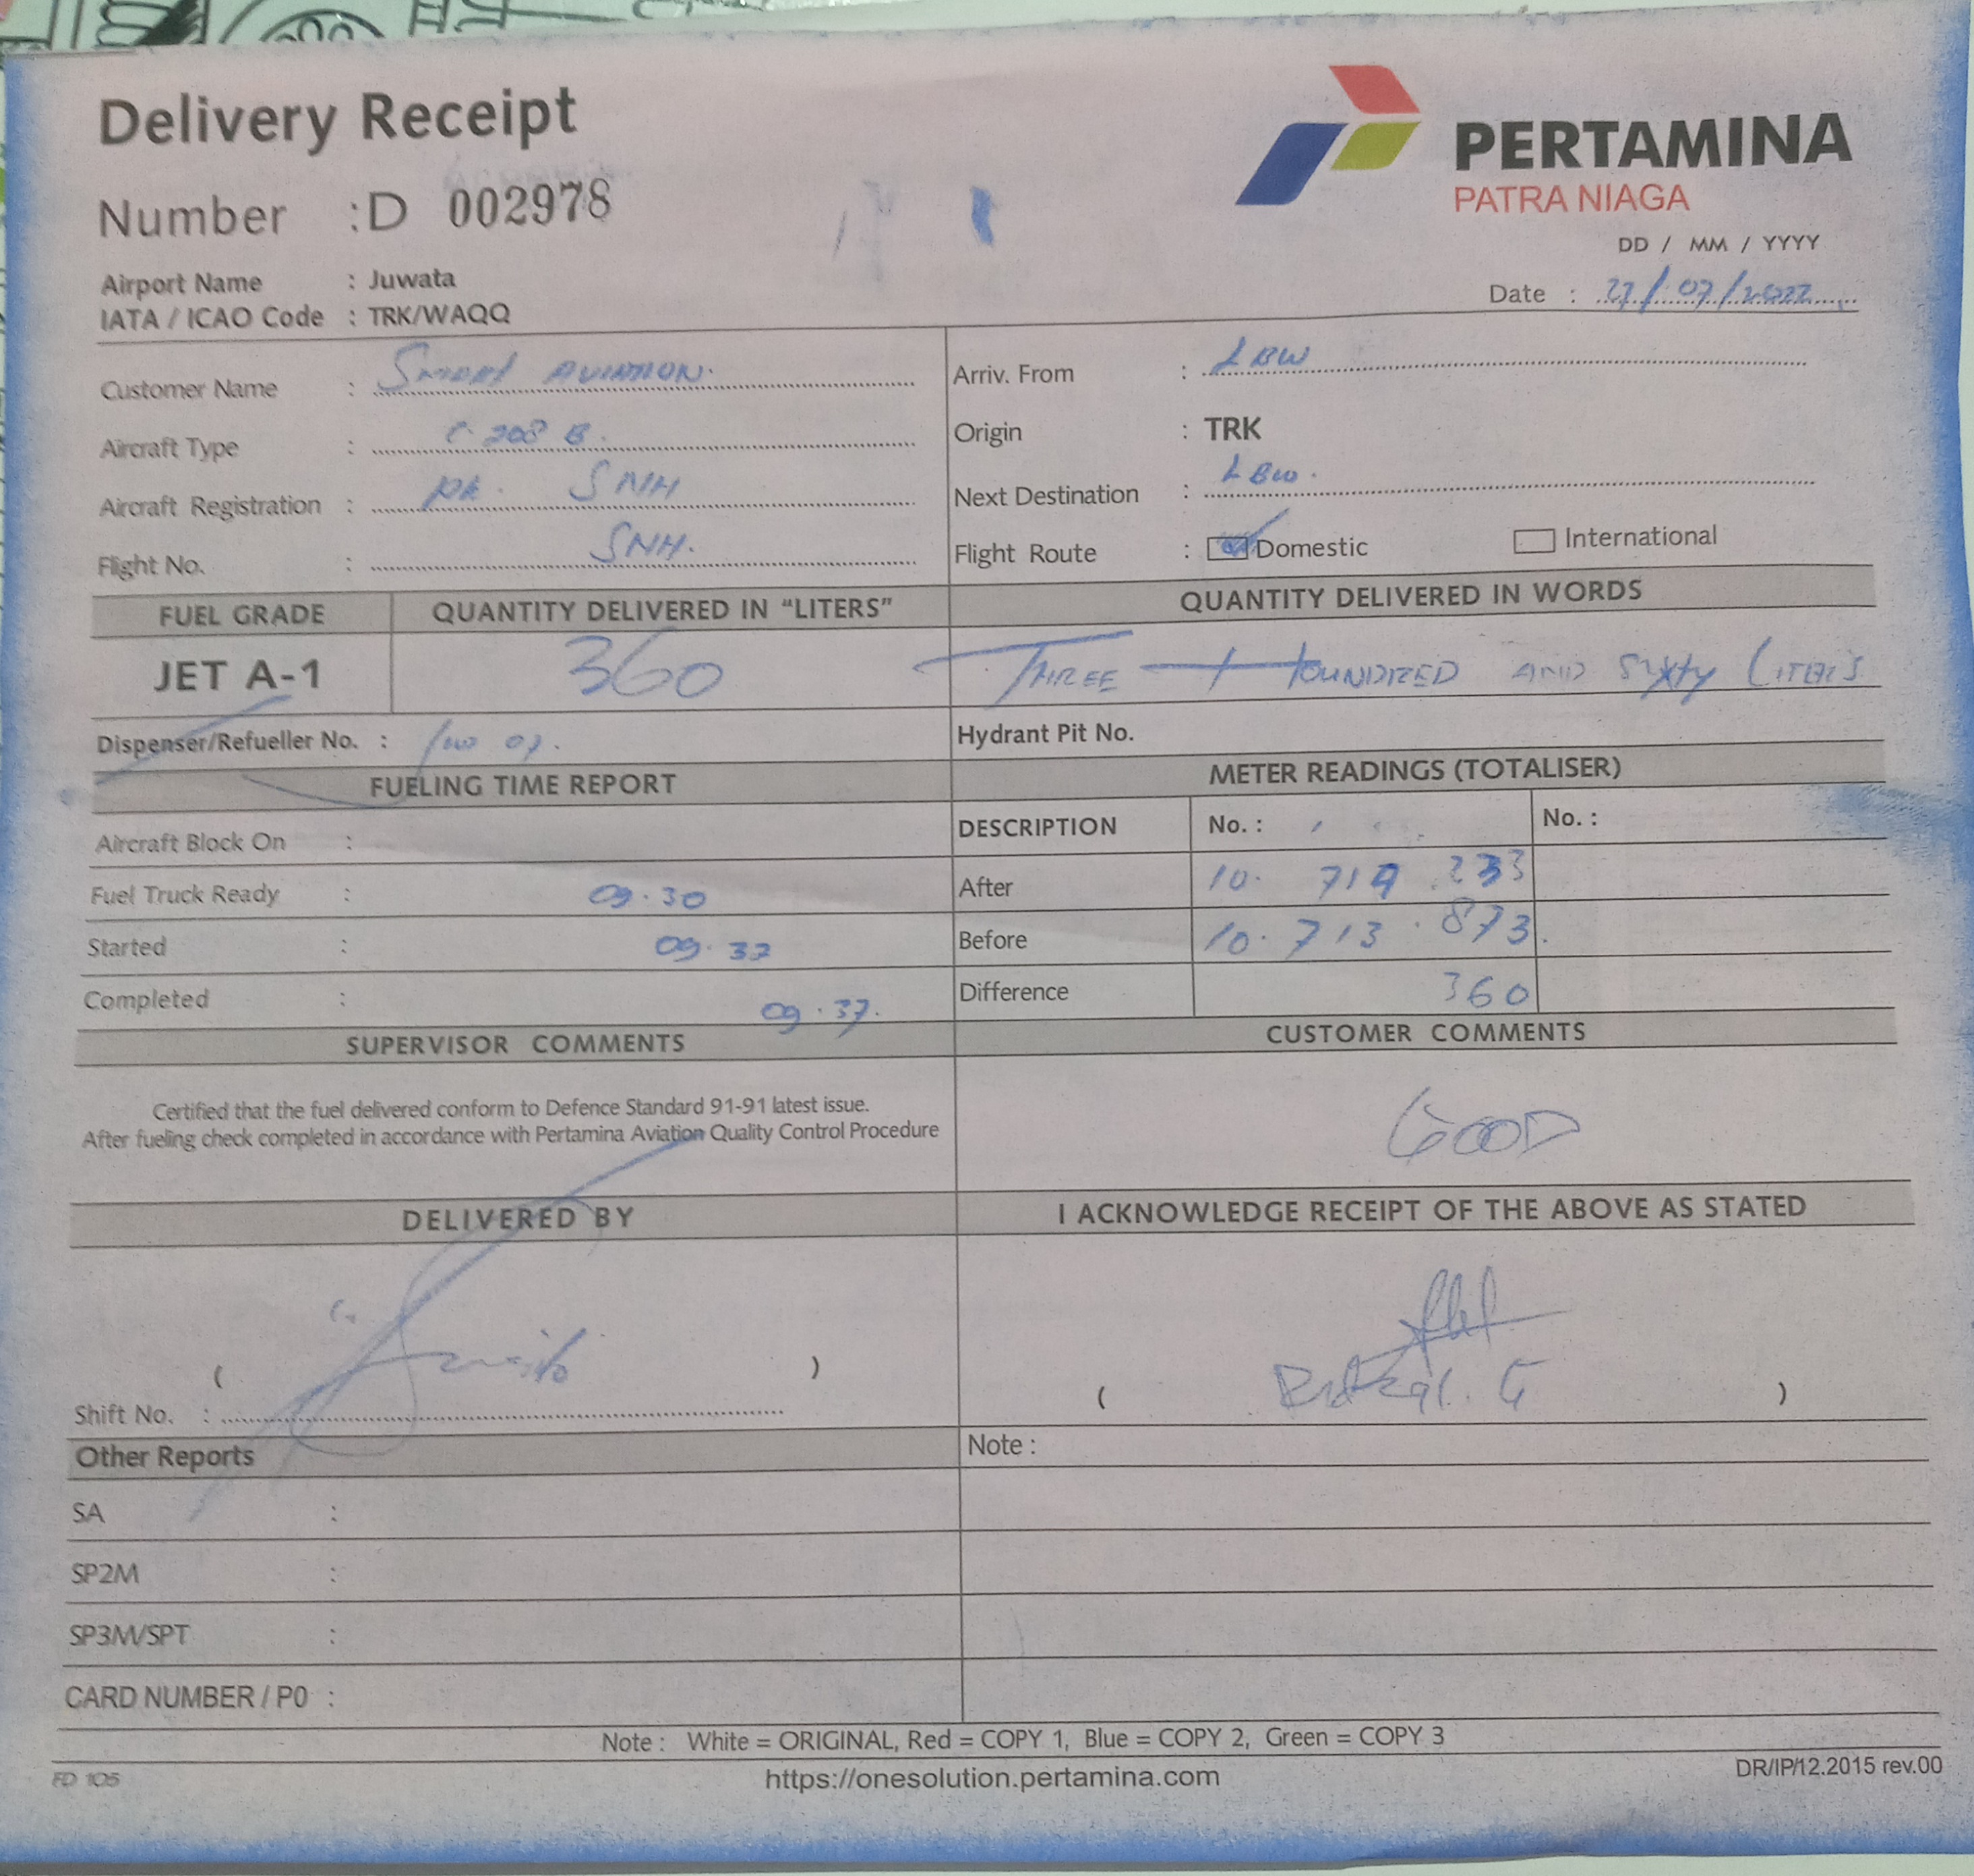 Delivery Receipt
PERTAMINA
PATRA NIAGA
Number : D 002978
DD / MM / YYYY
Airport Name : Juwata
Date : 27/07/2022
IATA / ICAO Code : TRK/WAQQ
Customer Name : SMART AVIATION.
Arriv. From : LBW
Aircraft Type : C 208 B.
Origin : TRK
Aircraft Registration : PK. SNH
Next Destination : LBW.
Flight No. : SNH.
Flight Route : Domestic International
FUEL GRADE QUANTITY DELIVERED IN "LITERS" QUANTITY DELIVERED IN WORDS
JET A-1 360 THREE HOUNDRED AND SIXTY LITERS
Dispenser/Refueller No. :
Hydrant Pit No.
FUELING TIME REPORT METER READINGS (TOTALISER)
Aircraft Block On :
DESCRIPTION No. : No. :
Fuel Truck Ready : 09.30
After 10. 714.233
Started : 09.33
Before 10.713.873
Completed : 09.37.
Difference 360
SUPERVISOR COMMENTS CUSTOMER COMMENTS
Certified that the fuel delivered conform to Defence Standard 91-91 latest issue.
After fueling check completed in accordance with Pertamina Aviation Quality Control Procedure
GOOD
DELIVERED BY I ACKNOWLEDGE RECEIPT OF THE ABOVE AS STATED
( )
( )
Shift No. :
Other Reports
Note :
SA :
SP2M :
SP3M/SPT :
CARD NUMBER / P0 :
Note : White = ORIGINAL, Red = COPY 1, Blue = COPY 2, Green = COPY 3
FD 105
https://onesolution.pertamina.com
DR/IP/12.2015 rev.00